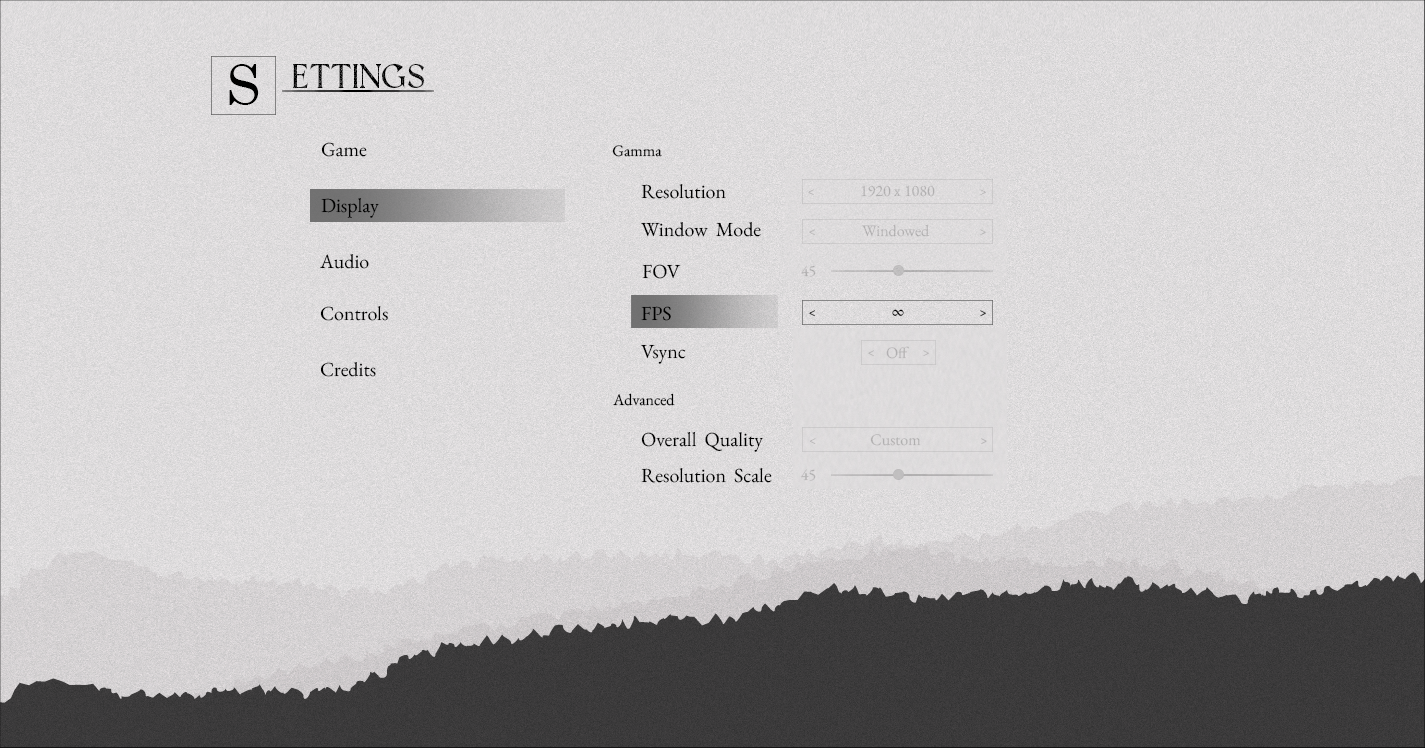 SETTINGS
Game
Display
Audio
Controls
Credits
Gamma
Resolution < 1920 x 1080 >
Window Mode < Windowed >
FOV 45
FPS < ∞ >
Vsync < Off >
Advanced
Overall Quality < Custom >
Resolution Scale 45